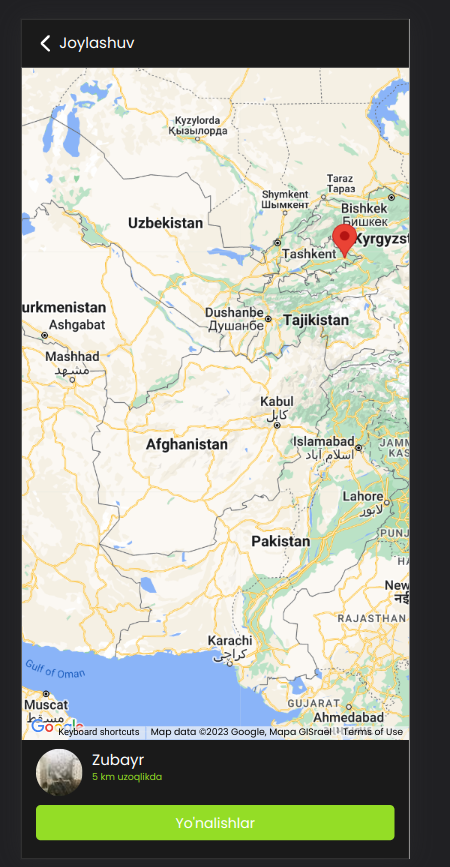 Joylashuv
Kyzylorda
Қызылорда
Taraz
Тараз
Shymkent
Шымкент
Bishkek
Бишкек
Uzbekistan
Kyrgyzst
Tashkent
urkmenistan
Ashgabat
Dushanbe
Душанбе
Tajikistan
Mashhad
مشهد
Kabul
کابل
Afghanistan
Islamabad
اسلام آباد
JAMM
KAS
Lahore
لاہور
PUNJ
Pakistan
HA
New
नई
RAJASTHAN
Karachi
کراچی
Gulf of Oman
Muscat
مسقط
GUJARAT
Ahmedabad
Google
Keyboard shortcuts
Map data ©2023 Google, Mapa GISrael
Terms of Use
Zubayr
5 km uzoqlikda
Yo'nalishlar